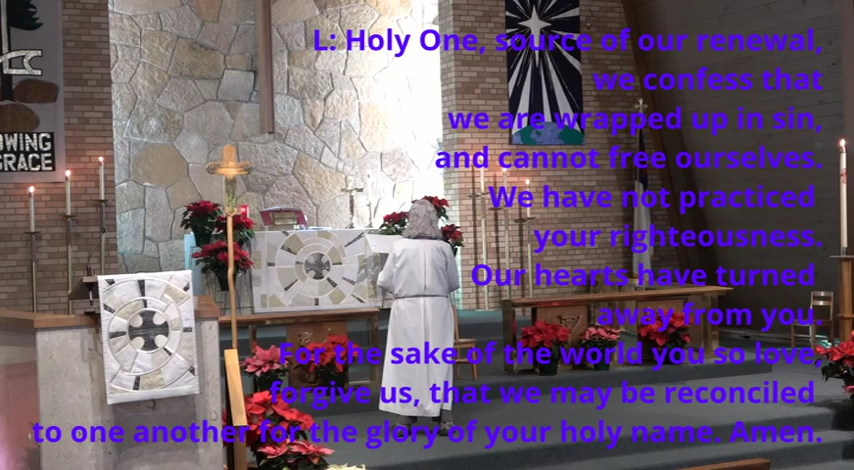 L: Holy One, source of our renewal,
we confess that
we are wrapped up in sin,
and cannot free ourselves.
We have not practiced
your righteousness.
Our hearts have turned
away from you.
For the sake of the world you so love,
forgive us, that we may be reconciled
to one another for the glory of your holy name. Amen.
OWING
GRACE